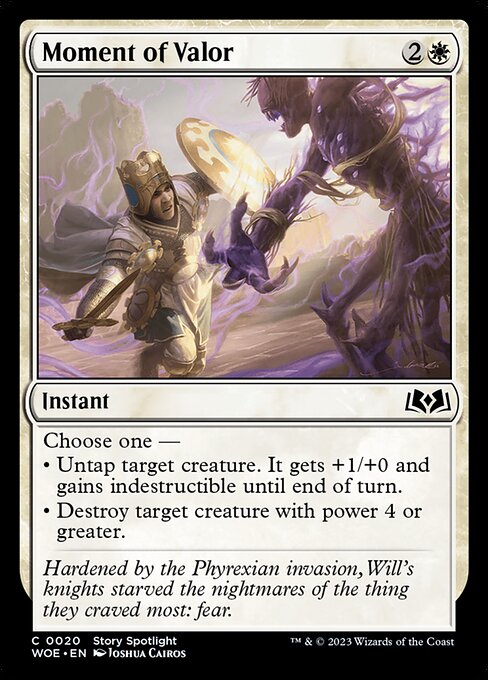 Moment of Valor 2
Instant
Choose one —
• Untap target creature. It gets +1/+0 and
gains indestructible until end of turn.
• Destroy target creature with power 4 or
greater.
Hardened by the Phyrexian invasion, Will's
knights starved the nightmares of the thing
they craved most: fear.
C 0020 Story Spotlight
WOE • EN Joshua Cairos ™ & © 2023 Wizards of the Coast